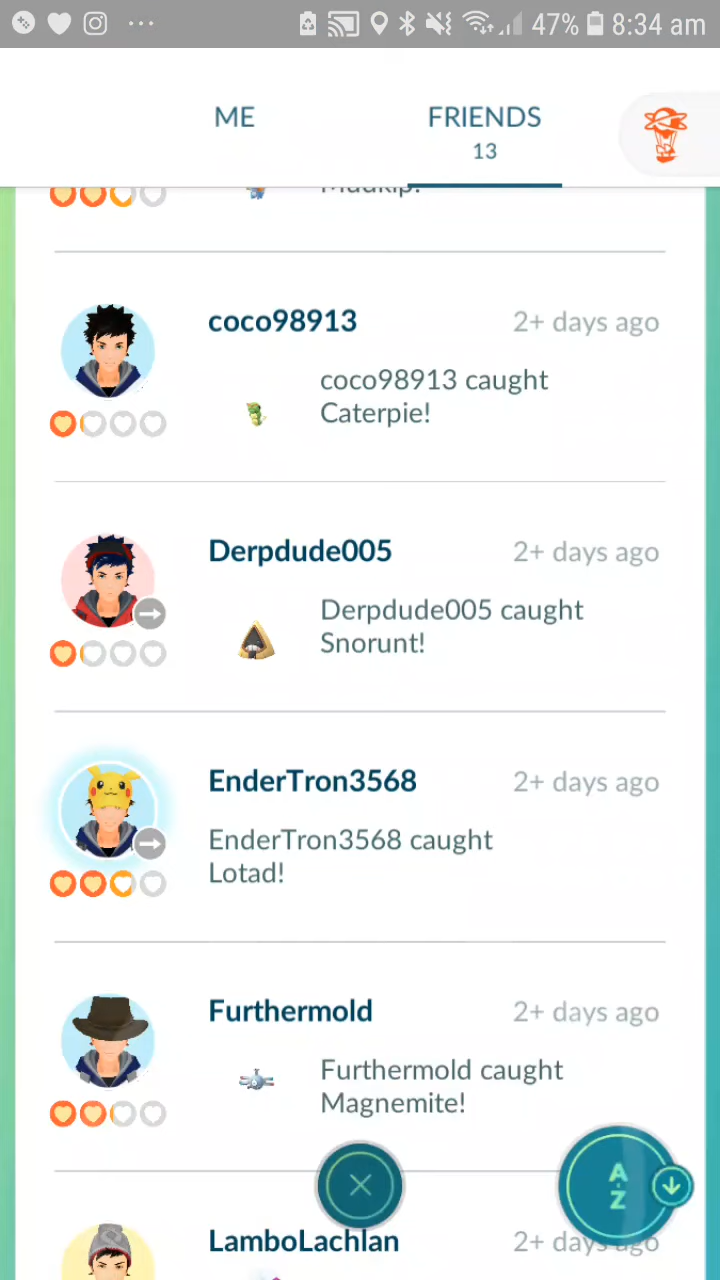 47% 8:34 am
ME
FRIENDS
13
Mudkip!
coco98913 2+ days ago
coco98913 caught
Caterpie!
Derpdude005 2+ days ago
Derpdude005 caught
Snorunt!
EnderTron3568 2+ days ago
EnderTron3568 caught
Lotad!
Furthermold 2+ days ago
Furthermold caught
Magnemite!
A
-
Z
LamboLachlan 2+ days ago